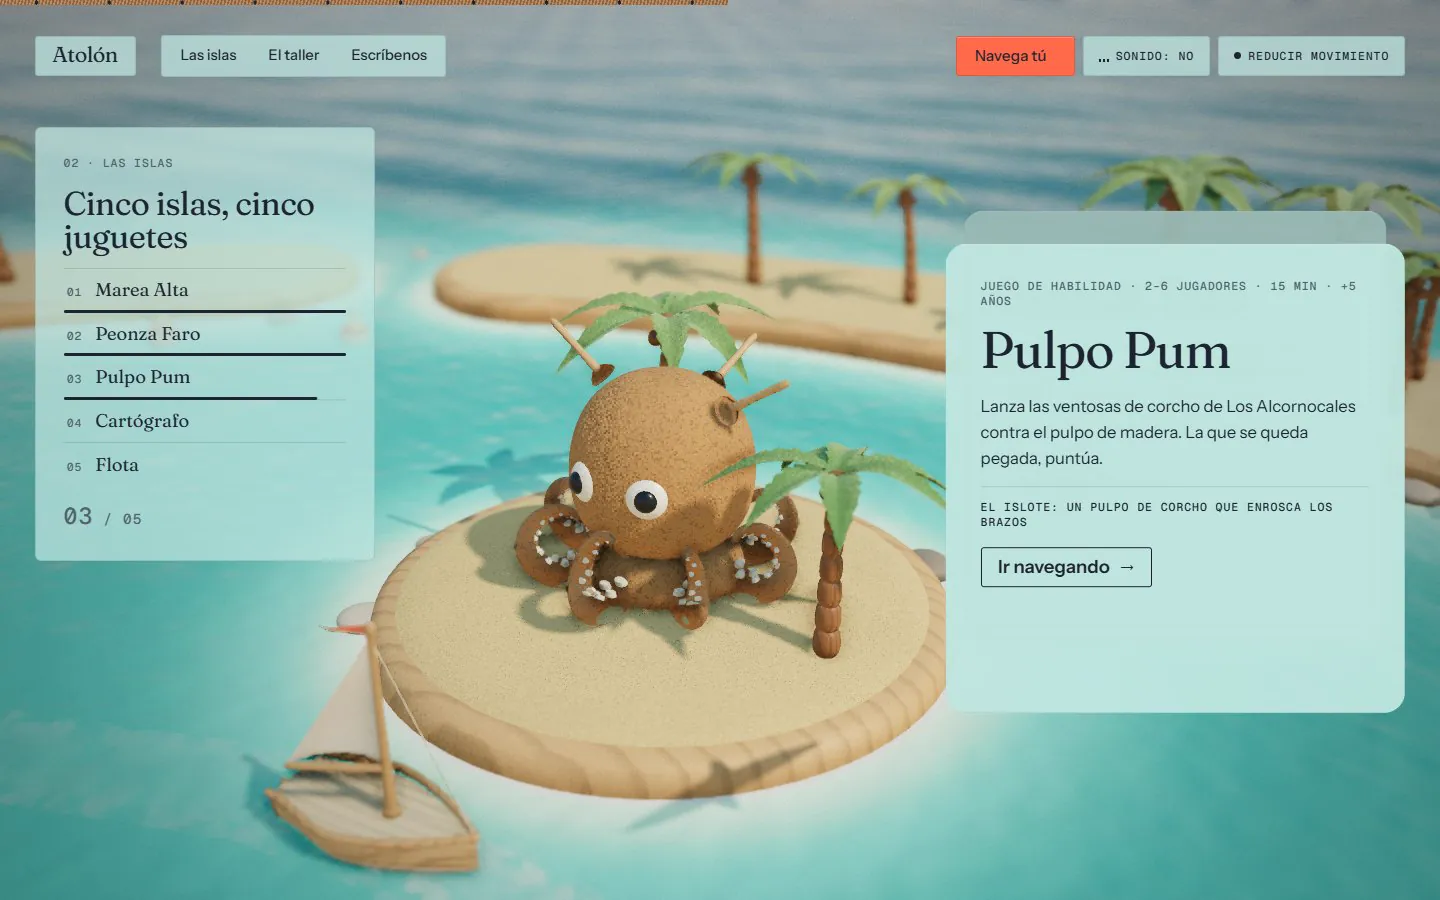 Atolón
Las islas El taller Escríbenos
Navega tú
SONIDO: NO
REDUCIR MOVIMIENTO
02 · LAS ISLAS
Cinco islas, cinco
juguetes
01 Marea Alta
02 Peonza Faro
03 Pulpo Pum
04 Cartógrafo
05 Flota
03 / 05
JUEGO DE HABILIDAD · 2-6 JUGADORES · 15 MIN · +5
AÑOS
Pulpo Pum
Lanza las ventosas de corcho de Los Alcornocales
contra el pulpo de madera. La que se queda
pegada, puntúa.
EL ISLOTE: UN PULPO DE CORCHO QUE ENROSCA LOS
BRAZOS
Ir navegando →